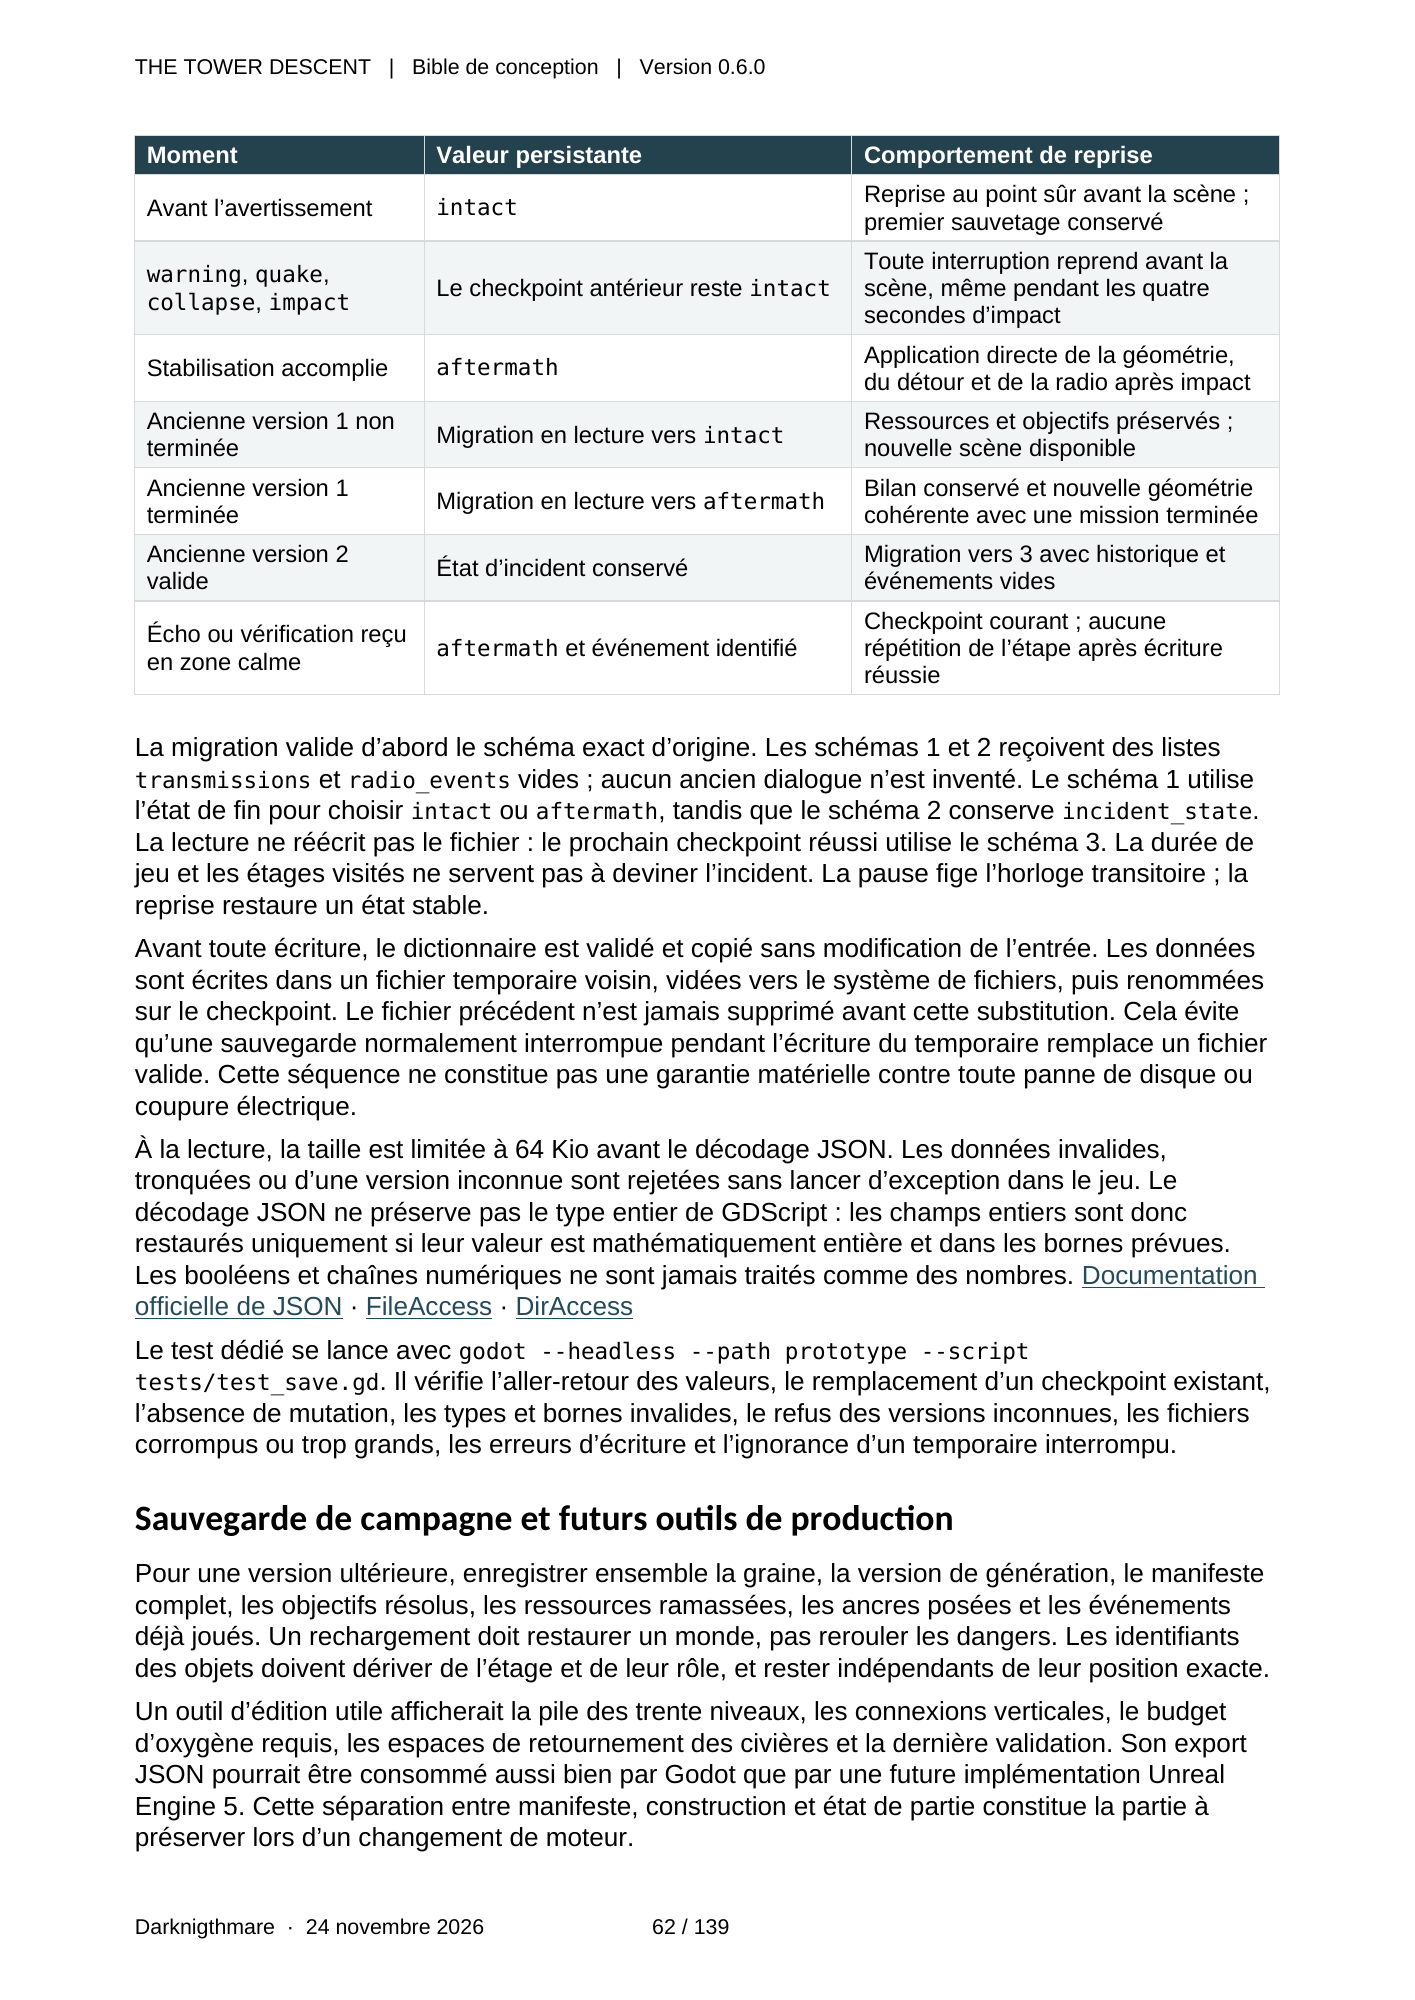 THE TOWER DESCENT | Bible de conception | Version 0.6.0
Moment
Valeur persistante
Comportement de reprise
Avant l’avertissement
intact
Reprise au point sûr avant la scène ;
premier sauvetage conservé
warning, quake,
collapse, impact
Le checkpoint antérieur reste intact
Toute interruption reprend avant la
scène, même pendant les quatre
secondes d’impact
Stabilisation accomplie
aftermath
Application directe de la géométrie,
du détour et de la radio après impact
Ancienne version 1 non
terminée
Migration en lecture vers intact
Ressources et objectifs préservés ;
nouvelle scène disponible
Ancienne version 1
terminée
Migration en lecture vers aftermath
Bilan conservé et nouvelle géométrie
cohérente avec une mission terminée
Ancienne version 2
valide
État d’incident conservé
Migration vers 3 avec historique et
événements vides
Écho ou vérification reçu
en zone calme
aftermath et événement identifié
Checkpoint courant ; aucune
répétition de l’étape après écriture
réussie
La migration valide d’abord le schéma exact d’origine. Les schémas 1 et 2 reçoivent des listes
transmissions et radio_events vides ; aucun ancien dialogue n’est inventé. Le schéma 1 utilise
l’état de fin pour choisir intact ou aftermath, tandis que le schéma 2 conserve incident_state.
La lecture ne réécrit pas le fichier : le prochain checkpoint réussi utilise le schéma 3. La durée de
jeu et les étages visités ne servent pas à deviner l’incident. La pause fige l’horloge transitoire ; la
reprise restaure un état stable.
Avant toute écriture, le dictionnaire est validé et copié sans modification de l’entrée. Les données
sont écrites dans un fichier temporaire voisin, vidées vers le système de fichiers, puis renommées
sur le checkpoint. Le fichier précédent n’est jamais supprimé avant cette substitution. Cela évite
qu’une sauvegarde normalement interrompue pendant l’écriture du temporaire remplace un fichier
valide. Cette séquence ne constitue pas une garantie matérielle contre toute panne de disque ou
coupure électrique.
À la lecture, la taille est limitée à 64 Kio avant le décodage JSON. Les données invalides,
tronquées ou d’une version inconnue sont rejetées sans lancer d’exception dans le jeu. Le
décodage JSON ne préserve pas le type entier de GDScript : les champs entiers sont donc
restaurés uniquement si leur valeur est mathématiquement entière et dans les bornes prévues.
Les booléens et chaînes numériques ne sont jamais traités comme des nombres. Documentation
officielle de JSON · FileAccess · DirAccess
Le test dédié se lance avec godot --headless --path prototype --script
tests/test_save.gd. Il vérifie l’aller-retour des valeurs, le remplacement d’un checkpoint existant,
l’absence de mutation, les types et bornes invalides, le refus des versions inconnues, les fichiers
corrompus ou trop grands, les erreurs d’écriture et l’ignorance d’un temporaire interrompu.
Sauvegarde de campagne et futurs outils de production
Pour une version ultérieure, enregistrer ensemble la graine, la version de génération, le manifeste
complet, les objectifs résolus, les ressources ramassées, les ancres posées et les événements
déjà joués. Un rechargement doit restaurer un monde, pas rerouler les dangers. Les identifiants
des objets doivent dériver de l’étage et de leur rôle, et rester indépendants de leur position exacte.
Un outil d’édition utile afficherait la pile des trente niveaux, les connexions verticales, le budget
d’oxygène requis, les espaces de retournement des civières et la dernière validation. Son export
JSON pourrait être consommé aussi bien par Godot que par une future implémentation Unreal
Engine 5. Cette séparation entre manifeste, construction et état de partie constitue la partie à
préserver lors d’un changement de moteur.
Darknigthmare · 24 novembre 2026
62 / 139